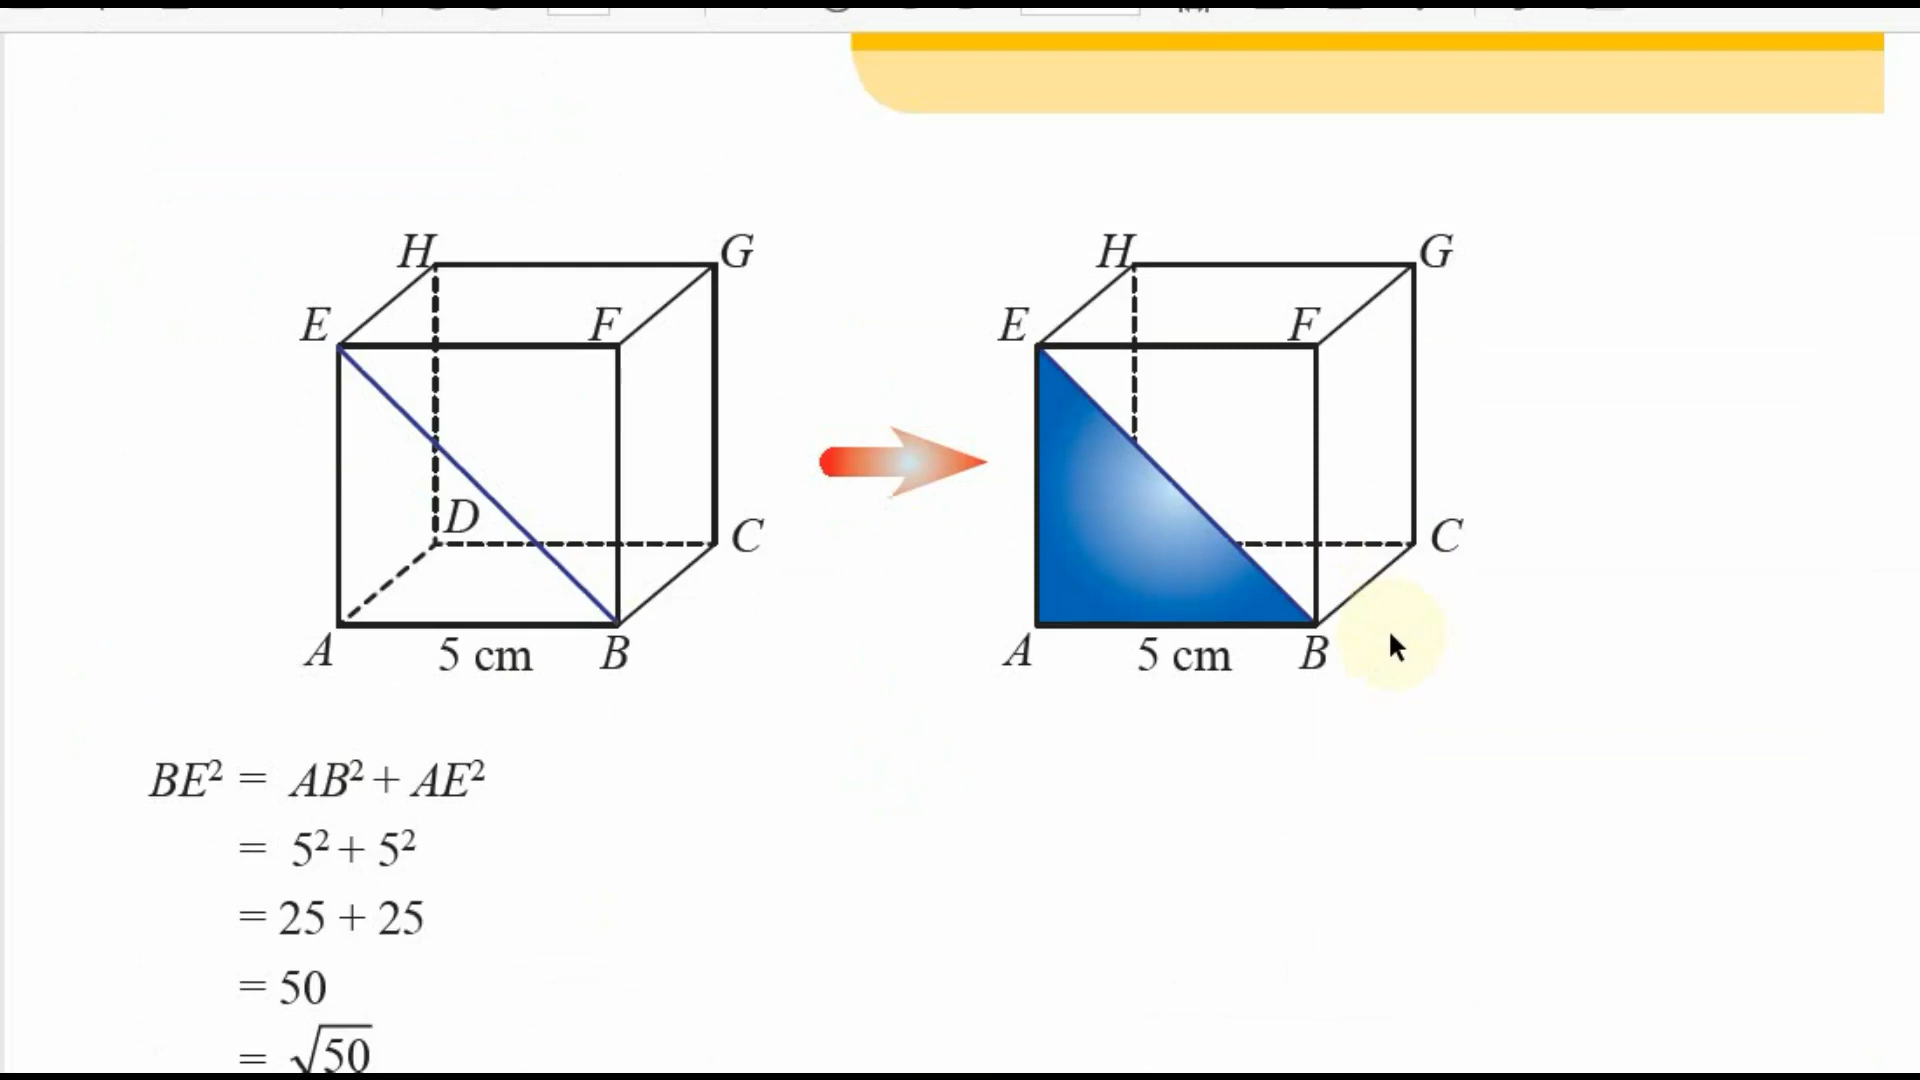 H G H G
E F E F
D
C C
A 5 cm B A 5 cm B
BE² = AB² + AE²
= 5² + 5²
= 25 + 25
= 50
= √50